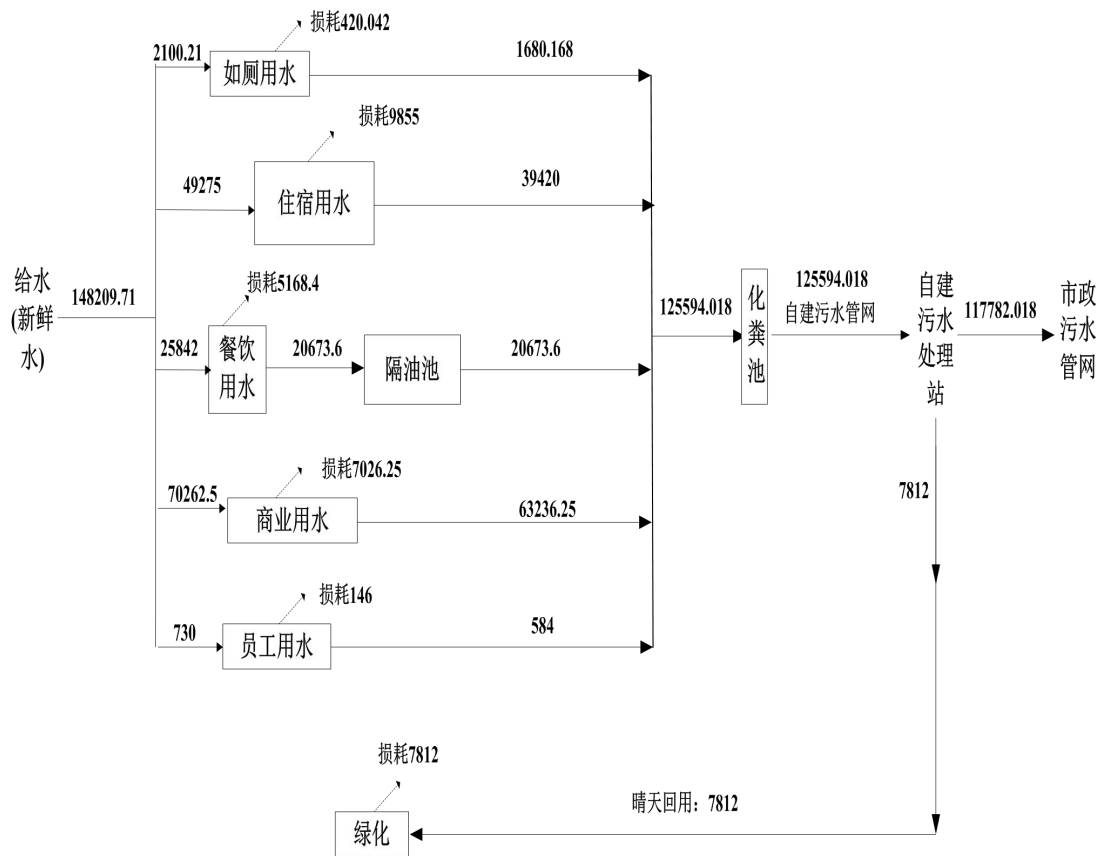 损耗420.042
2100.21
如厕用水
1680.168
损耗9855
49275
住宿用水
39420
给水
(新鲜
水)
148209.71
损耗5168.4
25842
餐饮
用水
20673.6
隔油池
20673.6
125594.018
化
粪
池
125594.018
自建污水管网
自建
污水
处理
站
117782.018
市政
污水
管网
损耗7026.25
70262.5
商业用水
63236.25
7812
损耗146
730
员工用水
584
损耗7812
绿化
晴天回用：7812